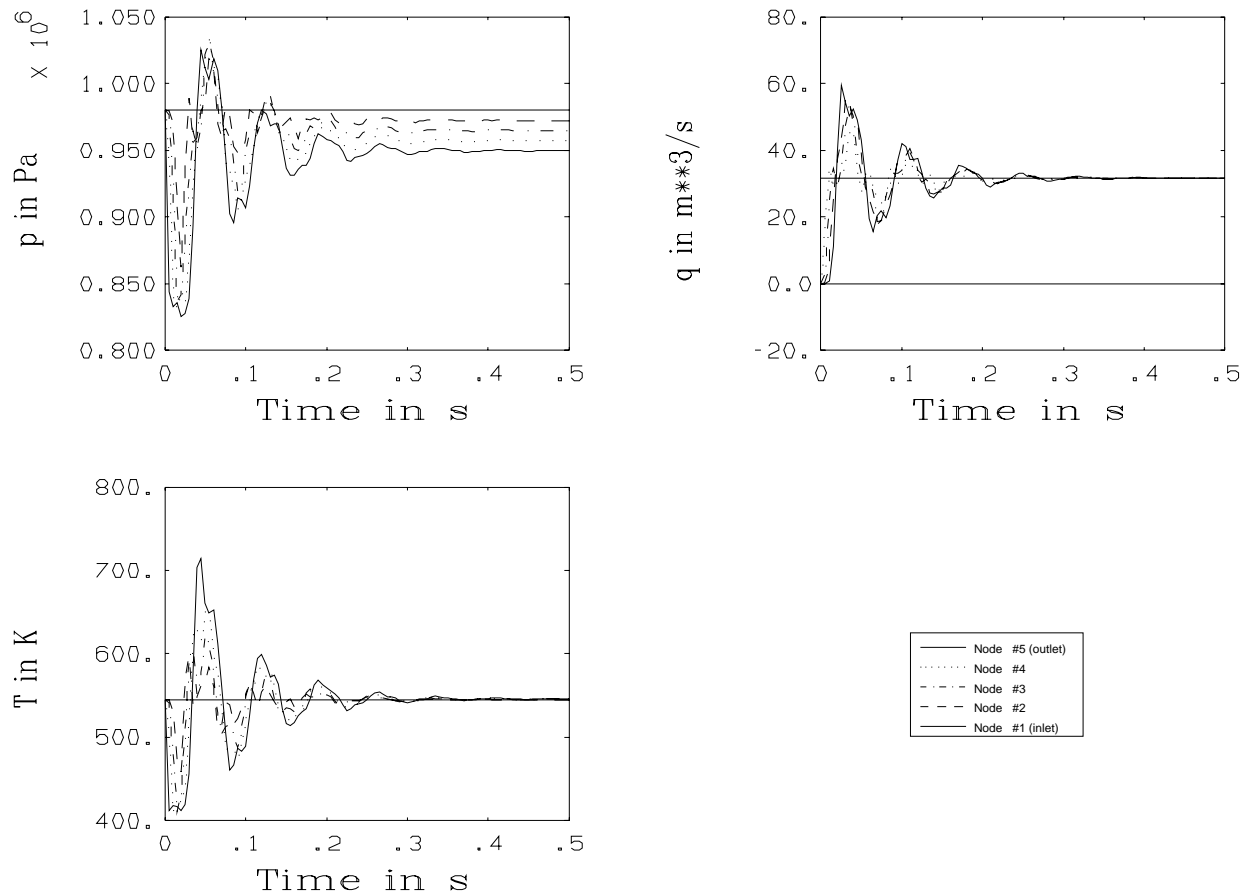 x 10^6
p in Pa
1.050
1.000
0.950
0.900
0.850
0.800
0 .1 .2 .3 .4 .5
Time in s
q in m**3/s
80.
60.
40.
20.
0.0
-20.
0 .1 .2 .3 .4 .5
Time in s
T in K
800.
700.
600.
500.
400.
0 .1 .2 .3 .4 .5
Time in s
Node #5 (outlet)
Node #4
Node #3
Node #2
Node #1 (inlet)